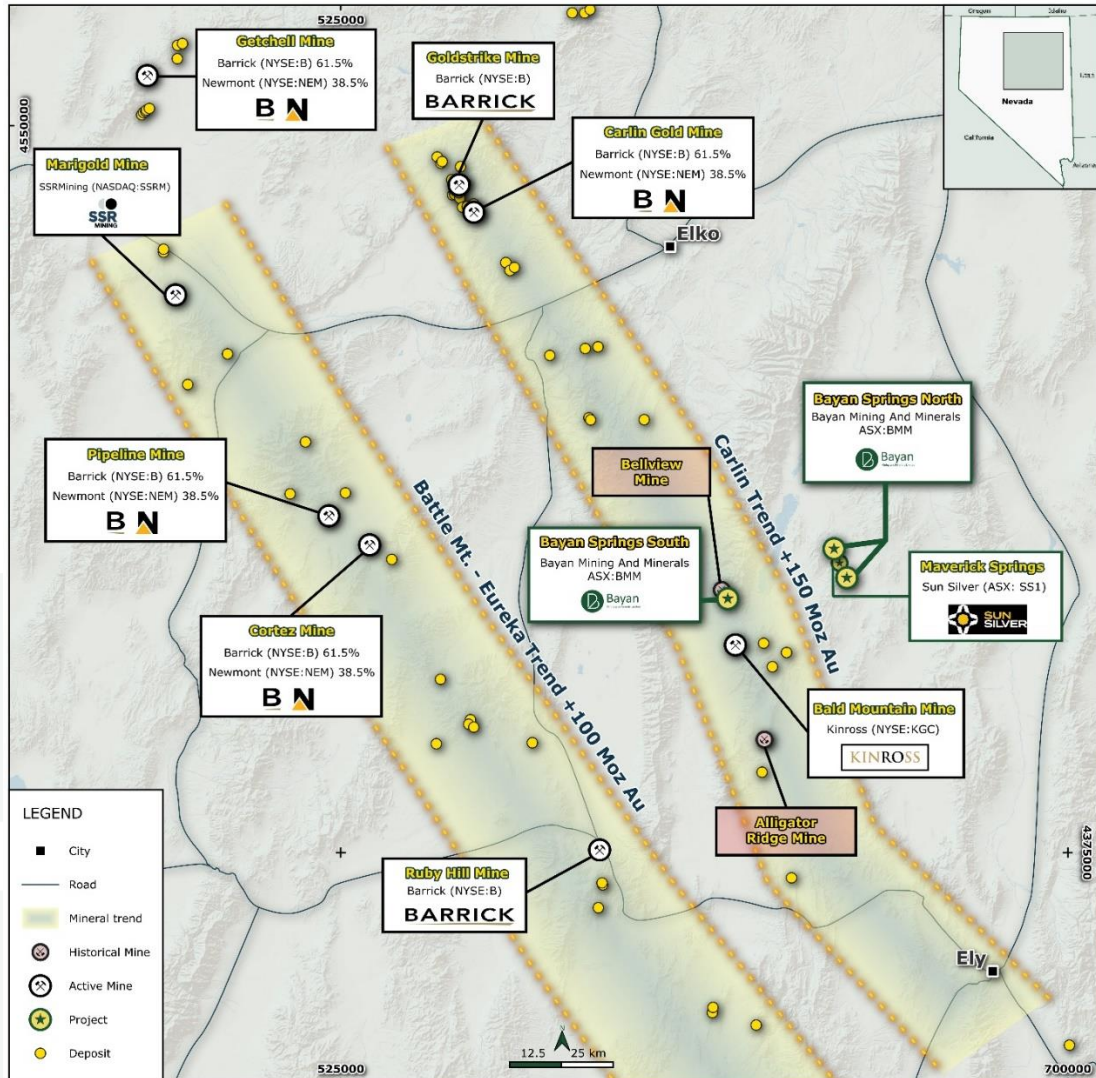 525000
4550000
Getchell Mine
Barrick (NYSE:B) 61.5%
Newmont (NYSE:NEM) 38.5%
B N
Goldstrike Mine
Barrick (NYSE:B)
BARRICK
Carlin Gold Mine
Barrick (NYSE:B) 61.5%
Newmont (NYSE:NEM) 38.5%
B N
Oregon
Idaho
Utah
Nevada
California
Arizona
Marigold Mine
SSRMining (NASDAQ:SSRM)
SSR
MINING
Elko
Pipeline Mine
Barrick (NYSE:B) 61.5%
Newmont (NYSE:NEM) 38.5%
B N
Bellview
Mine
Bayan Springs North
Bayan Mining And Minerals
ASX:BMM
Bayan
Bayan Springs South
Bayan Mining And Minerals
ASX:BMM
Bayan
Maverick Springs
Sun Silver (ASX: SS1)
SUN
SILVER
Battle Mt. - Eureka Trend +100 Moz Au
Carlin Trend +150 Moz Au
Cortez Mine
Barrick (NYSE:B) 61.5%
Newmont (NYSE:NEM) 38.5%
B N
Bald Mountain Mine
Kinross (NYSE:KGC)
KINROSS
Alligator
Ridge Mine
Ruby Hill Mine
Barrick (NYSE:B)
BARRICK
4375000
Ely
LEGEND
City
Road
Mineral trend
Historical Mine
Active Mine
Project
Deposit
N
12.5 25 km
525000
700000